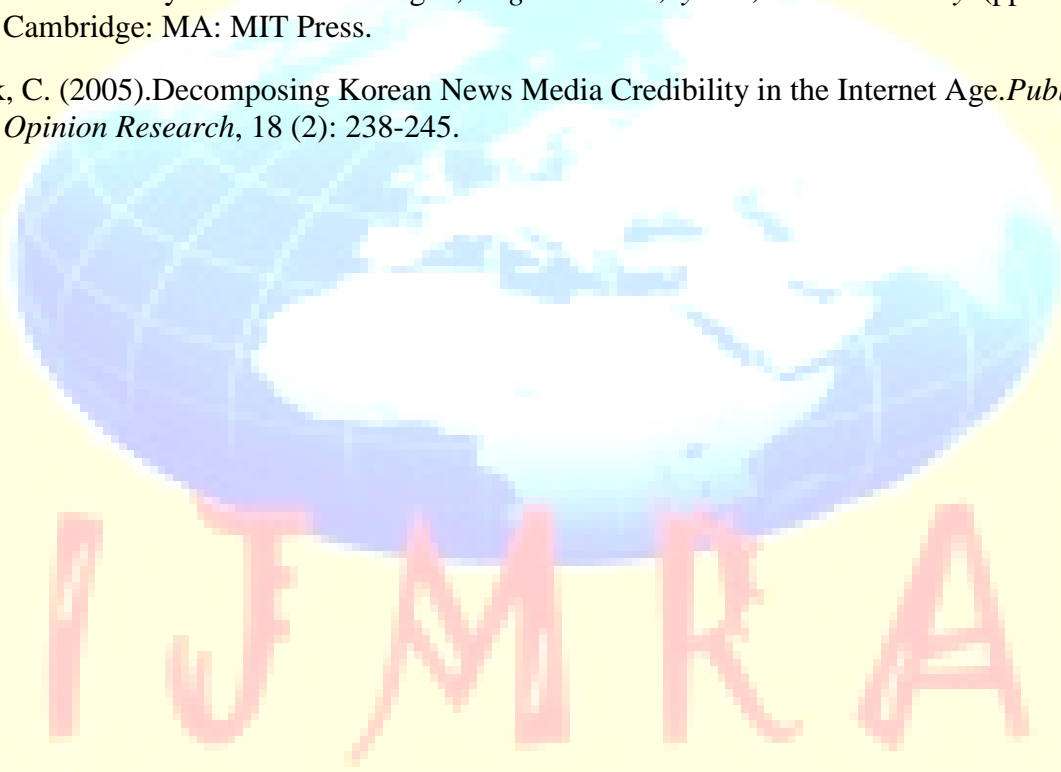 Cambridge: MA: MIT Press.
, C. (2005).Decomposing Korean News Media Credibility in the Internet Age.
Opinion Research, 18 (2): 238-245.
IJMRA